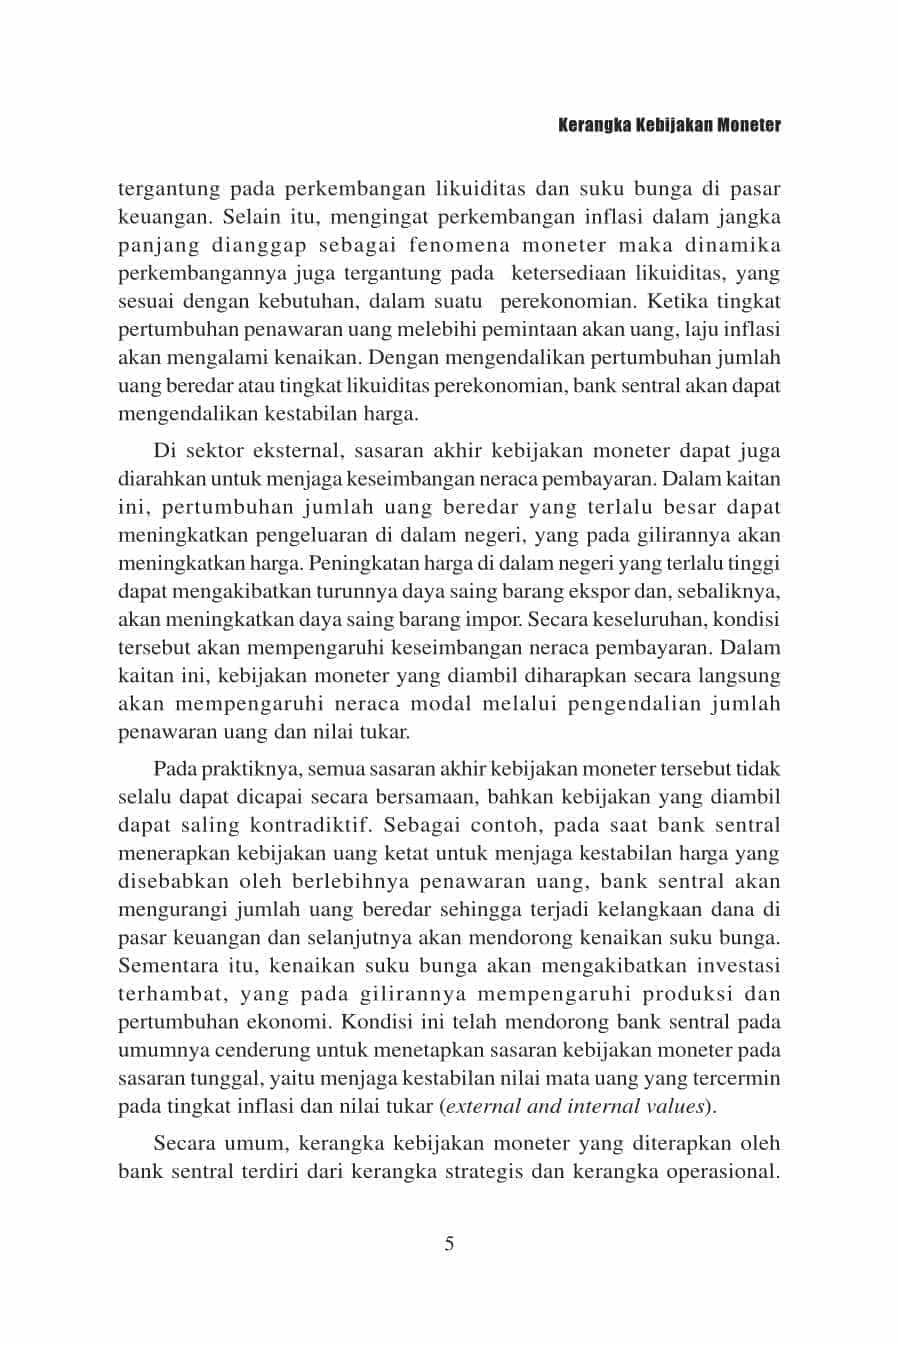 Kerangka Kebijakan Moneter
tergantung pada perkembangan likuiditas dan suku bunga di pasar
keuangan. Selain itu, mengingat perkembangan inflasi dalam jangka
panjang dianggap sebagai fenomena moneter maka dinamika
perkembangannya juga tergantung pada ketersediaan likuiditas, yang
sesuai dengan kebutuhan, dalam suatu perekonomian. Ketika tingkat
pertumbuhan penawaran uang melebihi pemintaan akan uang, laju inflasi
akan mengalami kenaikan. Dengan mengendalikan pertumbuhan jumlah
uang beredar atau tingkat likuiditas perekonomian, bank sentral akan dapat
mengendalikan kestabilan harga.
Di sektor eksternal, sasaran akhir kebijakan moneter dapat juga
diarahkan untuk menjaga keseimbangan neraca pembayaran. Dalam kaitan
ini, pertumbuhan jumlah uang beredar yang terlalu besar dapat
meningkatkan pengeluaran di dalam negeri, yang pada gilirannya akan
meningkatkan harga. Peningkatan harga di dalam negeri yang terlalu tinggi
dapat mengakibatkan turunnya daya saing barang ekspor dan, sebaliknya,
akan meningkatkan daya saing barang impor. Secara keseluruhan, kondisi
tersebut akan mempengaruhi keseimbangan neraca pembayaran. Dalam
kaitan ini, kebijakan moneter yang diambil diharapkan secara langsung
akan mempengaruhi neraca modal melalui pengendalian jumlah
penawaran uang dan nilai tukar.
Pada praktiknya, semua sasaran akhir kebijakan moneter tersebut tidak
selalu dapat dicapai secara bersamaan, bahkan kebijakan yang diambil
dapat saling kontradiktif. Sebagai contoh, pada saat bank sentral
menerapkan kebijakan uang ketat untuk menjaga kestabilan harga yang
disebabkan oleh berlebihnya penawaran uang, bank sentral akan
mengurangi jumlah uang beredar sehingga terjadi kelangkaan dana di
pasar keuangan dan selanjutnya akan mendorong kenaikan suku bunga.
Sementara itu, kenaikan suku bunga akan mengakibatkan investasi
terhambat, yang pada gilirannya mempengaruhi produksi dan
pertumbuhan ekonomi. Kondisi ini telah mendorong bank sentral pada
umumnya cenderung untuk menetapkan sasaran kebijakan moneter pada
sasaran tunggal, yaitu menjaga kestabilan nilai mata uang yang tercermin
pada tingkat inflasi dan nilai tukar (external and internal values).
Secara umum, kerangka kebijakan moneter yang diterapkan oleh
bank sentral terdiri dari kerangka strategis dan kerangka operasional.
5